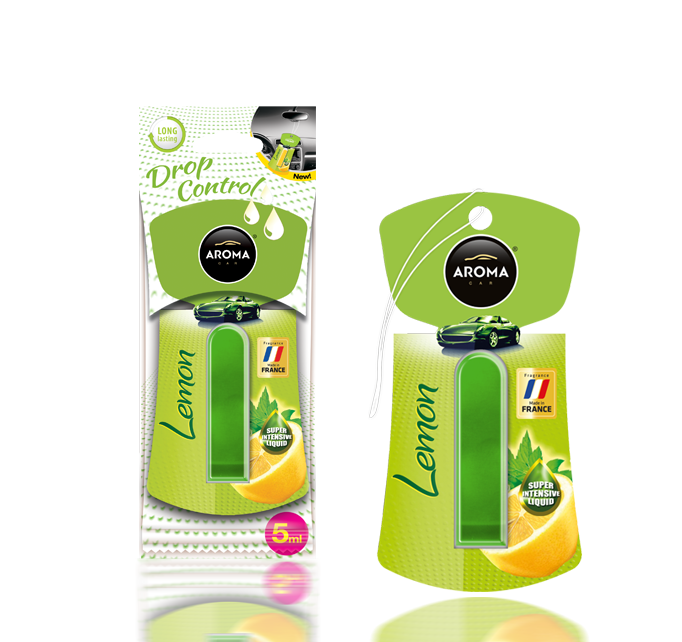 LONG
lasting
New!
Drop
Control
AROMA
CAR
®
Lemon
Fragrance
Made in
FRANCE
SUPER
INTENSIVE
LIQUID
5ml
AROMA
CAR
®
Lemon
Fragrance
Made in
FRANCE
SUPER
INTENSIVE
LIQUID